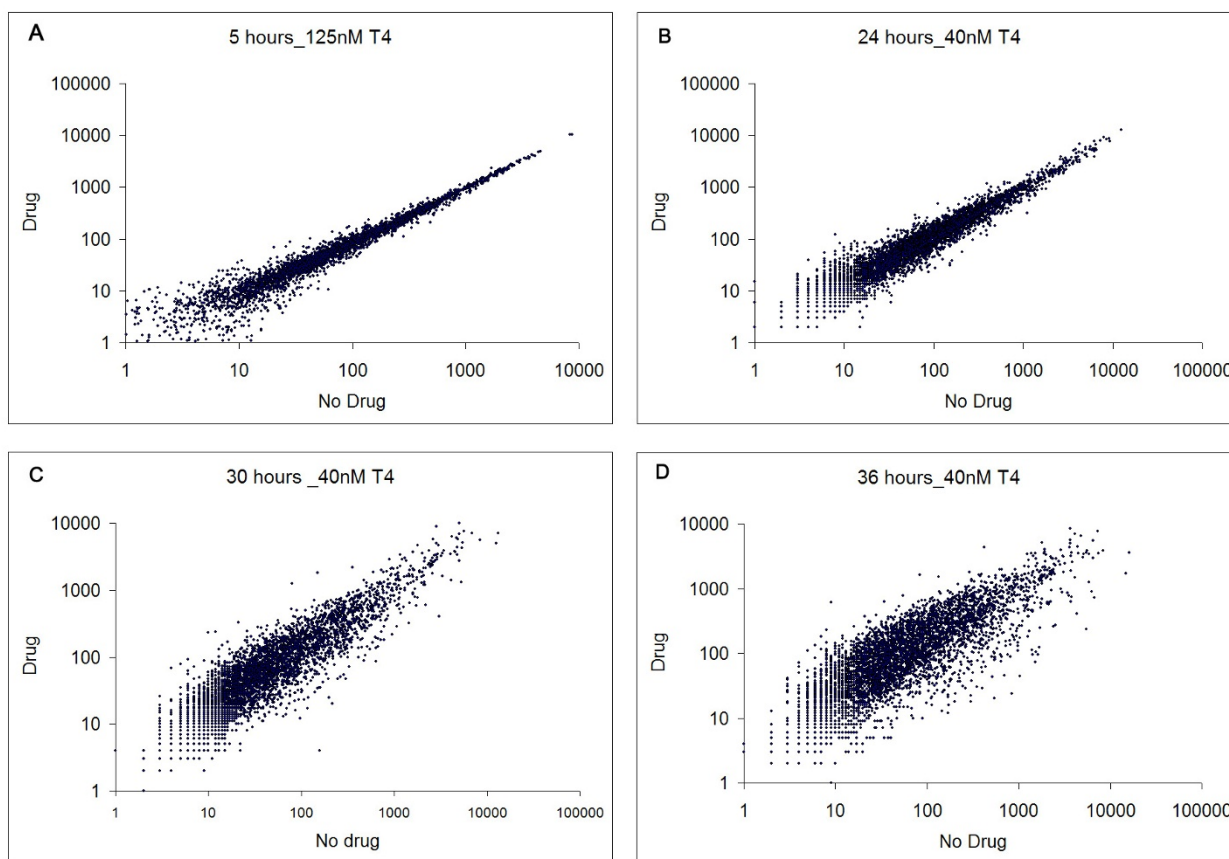 A
5 hours_125nM T4
100000
10000
1000
100
10
1
Drug
1 10 100 1000 10000
No Drug
B
24 hours_40nM T4
100000
10000
1000
100
10
1
Drug
1 10 100 1000 10000 100000
No Drug
C
30 hours _40nM T4
10000
1000
100
10
1
Drug
1 10 100 1000 10000 100000
No drug
D
36 hours_40nM T4
10000
1000
100
10
1
Drug
1 10 100 1000 10000 100000
No Drug